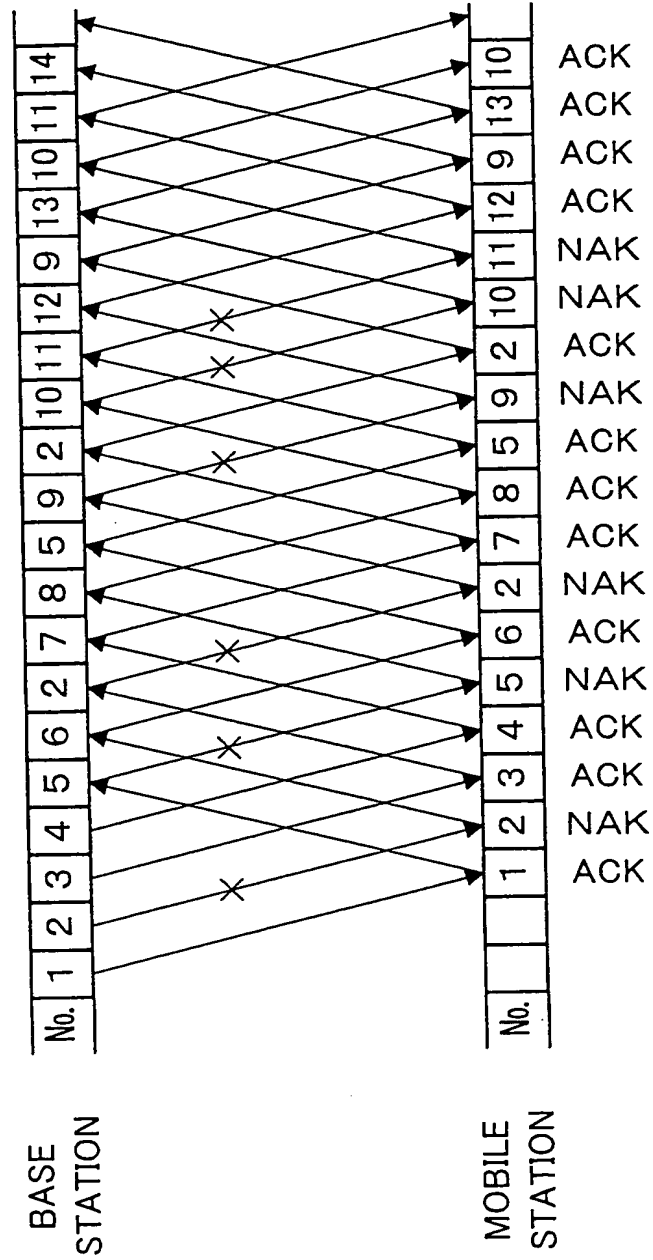 BASE
STATION
No. 1 2 3 4 5 6 2 7 8 5 9 2 10 11 12 9 13 10 11 14
MOBILE
STATION
No. 1 2 3 4 5 6 2 7 8 5 9 2 10 11 12 9 13 10
ACK
ACK
ACK
ACK
NAK
NAK
ACK
NAK
ACK
ACK
ACK
NAK
ACK
NAK
ACK
ACK
NAK
ACK